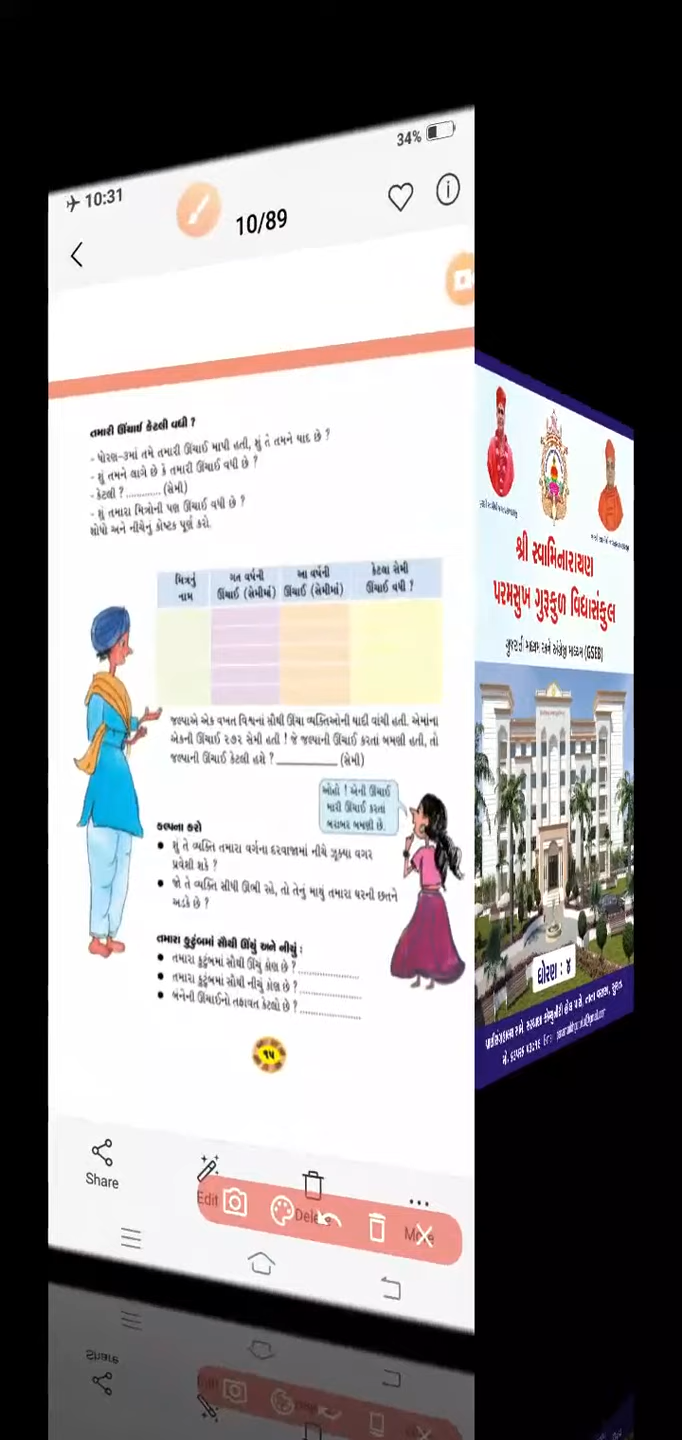 34%
10:31
10/89
તમારી ઊંચાઈ કેટલી વધી ?
- ધોરણ-૩માં તમે તમારી ઊંચાઈ માપી હતી, શું તે તમને યાદ છે ?
- શું તમને લાગે છે કે તમારી ઊંચાઈ વધી છે ?
- કેટલી ? ............ (સેમી)
- શું તમારા મિત્રોની પણ ઊંચાઈ વધી છે ?
શોધો અને નીચેનું કોષ્ટક પૂર્ણ કરો.
મિત્રનું નામ
ગત વર્ષની ઊંચાઈ (સેમીમાં)
આ વર્ષની ઊંચાઈ (સેમીમાં)
કેટલા સેમી ઊંચાઈ વધી ?
જલ્પાએ એક વખત વિશ્વનાં સૌથી ઊંચા વ્યક્તિઓની યાદી વાંચી હતી. એમાંના
એકની ઊંચાઈ ૨૭૨ સેમી હતી ! જે જલ્પાની ઊંચાઈ કરતાં બમણી હતી, તો
જલ્પાની ઊંચાઈ કેટલી હશે ? __________ (સેમી)
ઓહો ! એની ઊંચાઈ
મારી ઊંચાઈ કરતાં
બરાબર બમણી છે.
કલ્પના કરો
● શું તે વ્યક્તિ તમારા વર્ગના દરવાજામાં નીચે ઝૂક્યા વગર
પ્રવેશી શકે ?
● જો તે વ્યક્તિ સીધી ઊભી રહે, તો તેનું માથું તમારા ઘરની છતને
અડકે છે ?
તમારા કુટુંબમાં સૌથી ઊંચું અને નીચું :
● તમારા કુટુંબમાં સૌથી ઊંચું કોણ છે ? ..................
● તમારા કુટુંબમાં સૌથી નીચું કોણ છે ? ..................
● બંનેની ઊંચાઈનો તફાવત કેટલો છે ? ..................
૧૫
Share
Edit
Delete
More
શ્રી સ્વામિનારાયણ
પરમસુખ ગુરૂકુળ વિદ્યાસંકુલ
ગુજરાતી માધ્યમ અને અંગ્રેજી માધ્યમ (GSEB)
ધોરણ : ૪